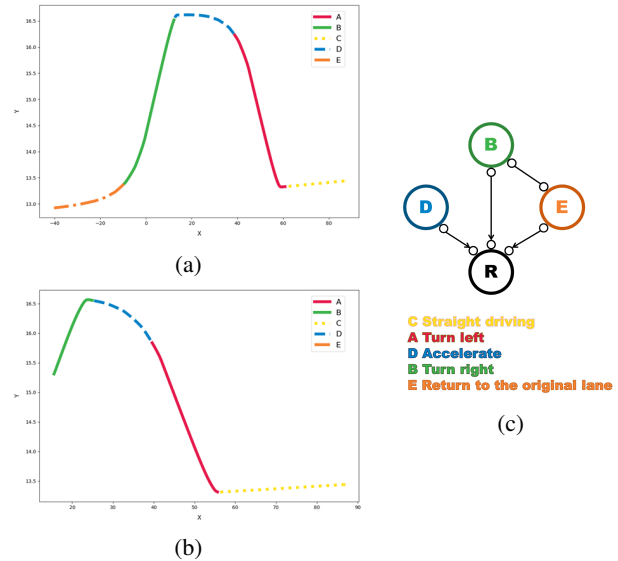 16.5
16.0
15.5
15.0
14.5
14.0
13.5
13.0
Y
−40
−20
0
20
40
60
80
X
A
B
C
D
E
(a)
16.5
16.0
15.5
15.0
14.5
14.0
13.5
Y
20
30
40
50
60
70
80
90
X
A
B
C
D
E
(b)
B
D
E
R
C Straight driving
A Turn left
D Accelerate
B Turn right
E Return to the original lane
(c)